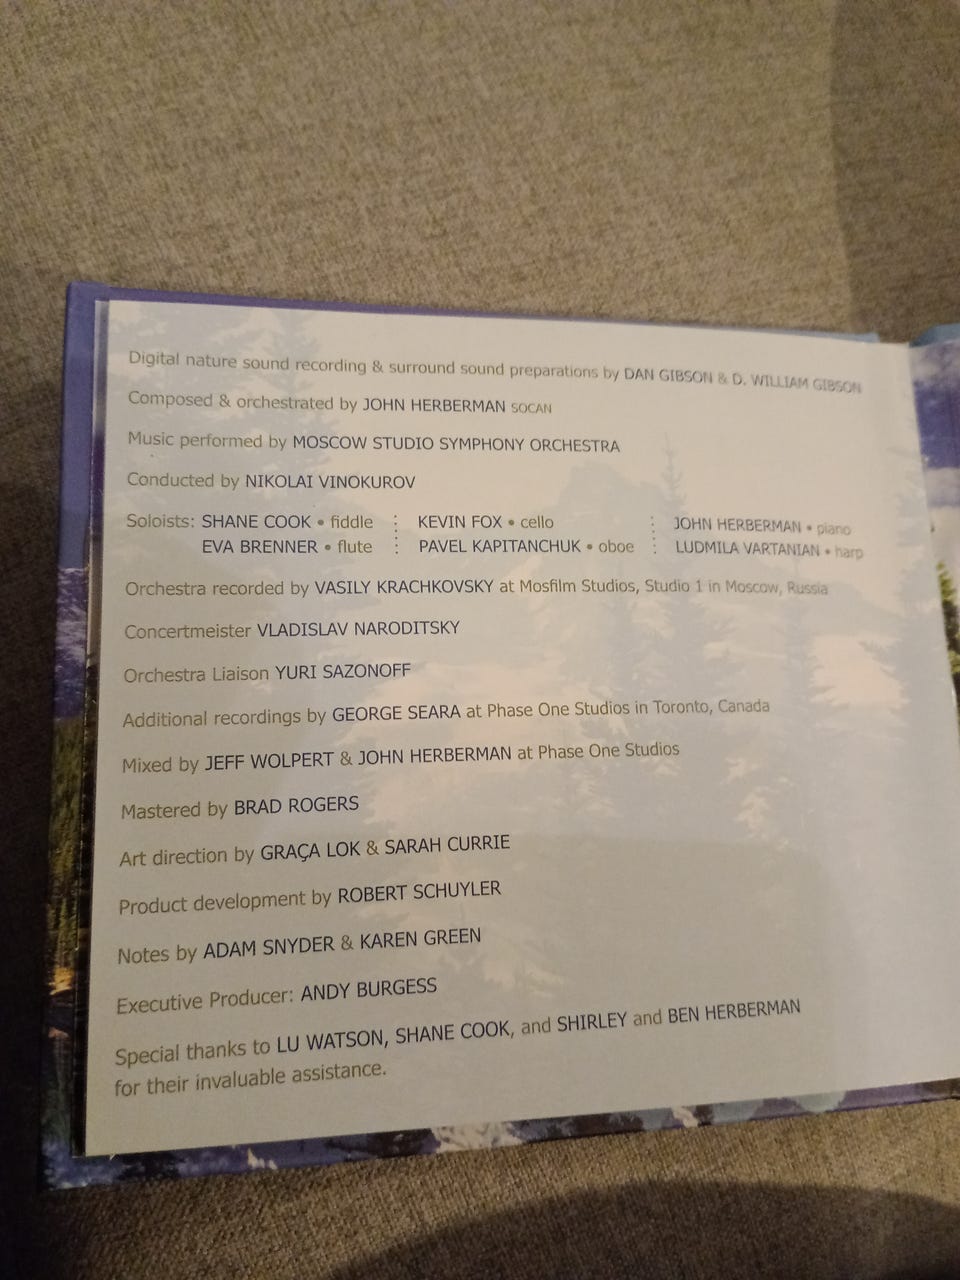 Digital nature sound recording & surround sound preparations by DAN GIBSON & D. WILLIAM GIBSON
Composed & orchestrated by JOHN HERBERMAN SOCAN
Music performed by MOSCOW STUDIO SYMPHONY ORCHESTRA
Conducted by NIKOLAI VINOKUROV
Soloists: SHANE COOK • fiddle KEVIN FOX • cello JOHN HERBERMAN • piano
EVA BRENNER • flute PAVEL KAPITANCHUK • oboe LUDMILA VARTANIAN • harp
Orchestra recorded by VASILY KRACHKOVSKY at Mosfilm Studios, Studio 1 in Moscow, Russia
Concertmeister VLADISLAV NARODITSKY
Orchestra Liaison YURI SAZONOFF
Additional recordings by GEORGE SEARA at Phase One Studios in Toronto, Canada
Mixed by JEFF WOLPERT & JOHN HERBERMAN at Phase One Studios
Mastered by BRAD ROGERS
Art direction by GRAÇA LOK & SARAH CURRIE
Product development by ROBERT SCHUYLER
Notes by ADAM SNYDER & KAREN GREEN
Executive Producer: ANDY BURGESS
Special thanks to LU WATSON, SHANE COOK, and SHIRLEY and BEN HERBERMAN
for their invaluable assistance.